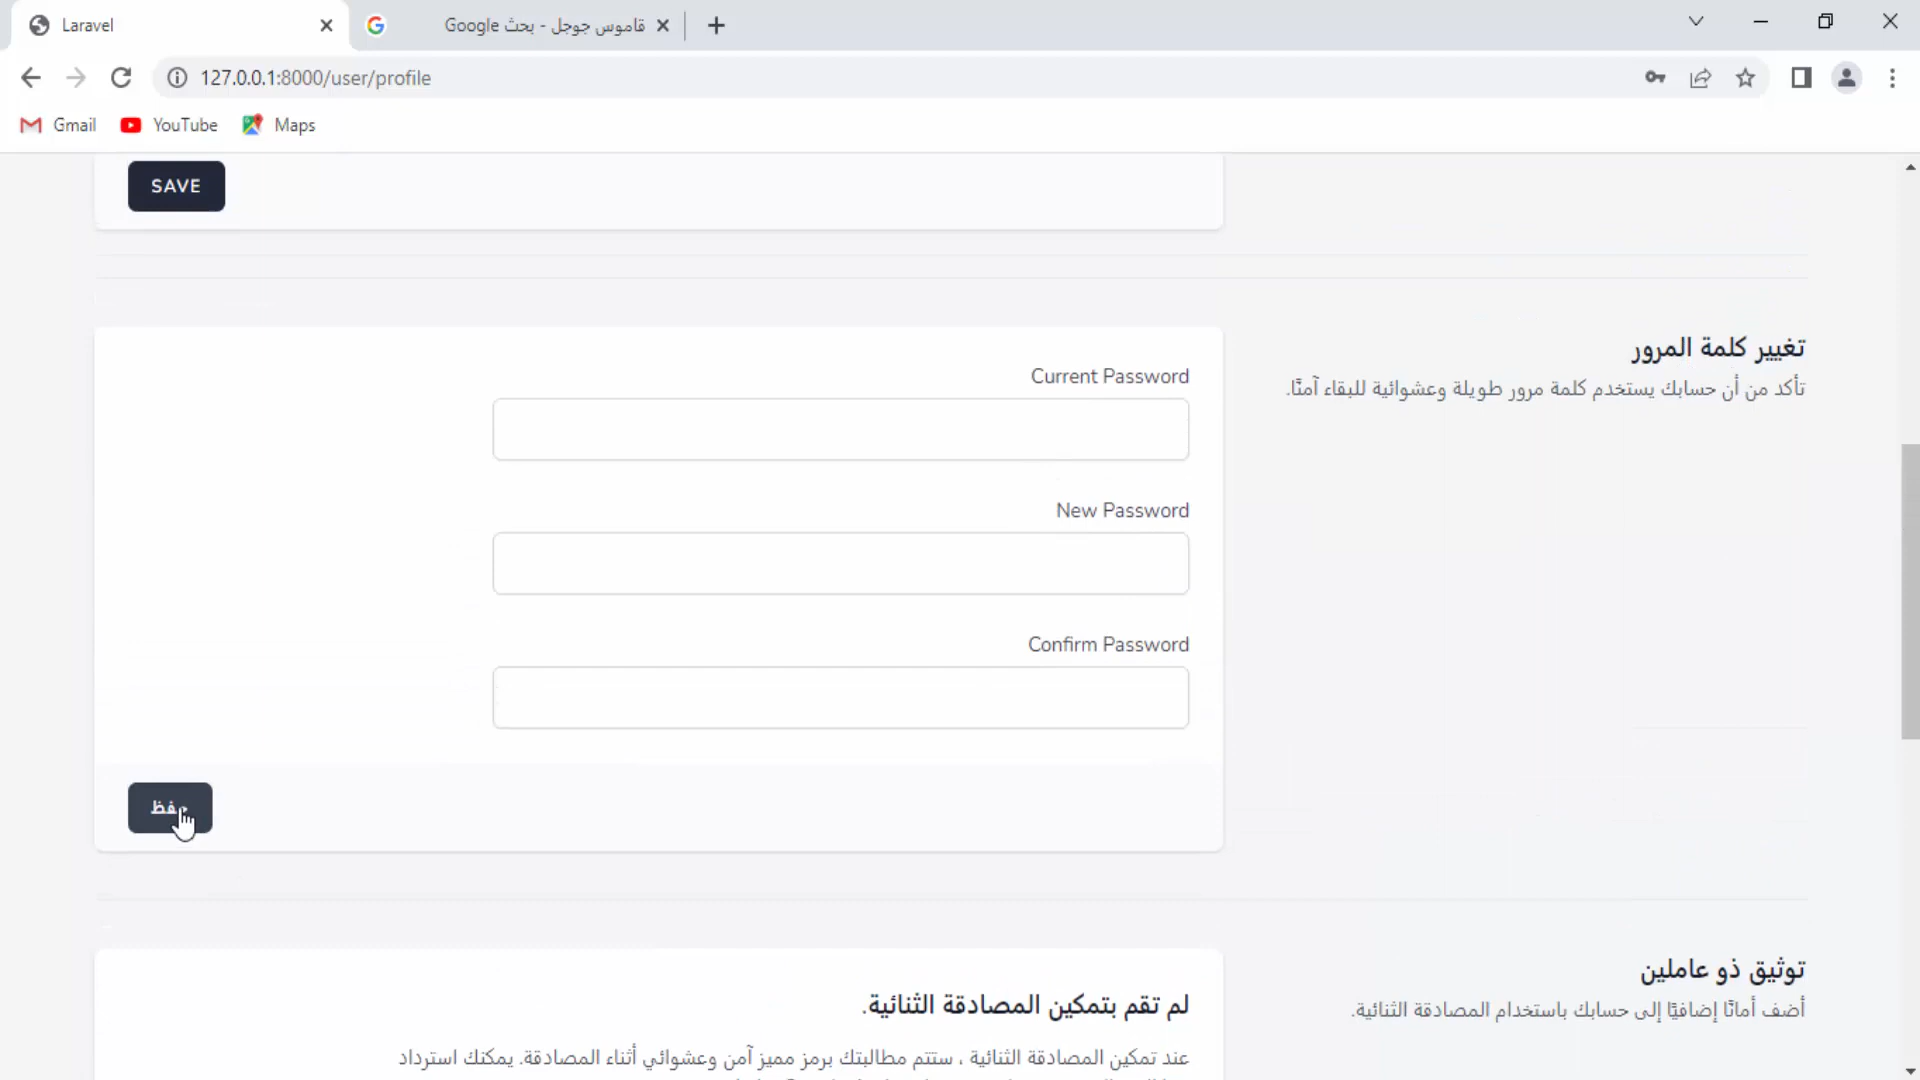 Laravel
قاموس جوجل - بحث Google
127.0.0.1:8000/user/profile
Gmail
YouTube
Maps
SAVE
تغيير كلمة المرور
تأكد من أن حسابك يستخدم كلمة مرور طويلة وعشوائية للبقاء آمنًا.
Current Password
New Password
Confirm Password
حفظ
توثيق ذو عاملين
أضف أمانًا إضافيًا إلى حسابك باستخدام المصادقة الثنائية.
لم تقم بتمكين المصادقة الثنائية.
عند تمكين المصادقة الثنائية ، ستتم مطالبتك برمز مميز آمن وعشوائي أثناء المصادقة. يمكنك استرداد